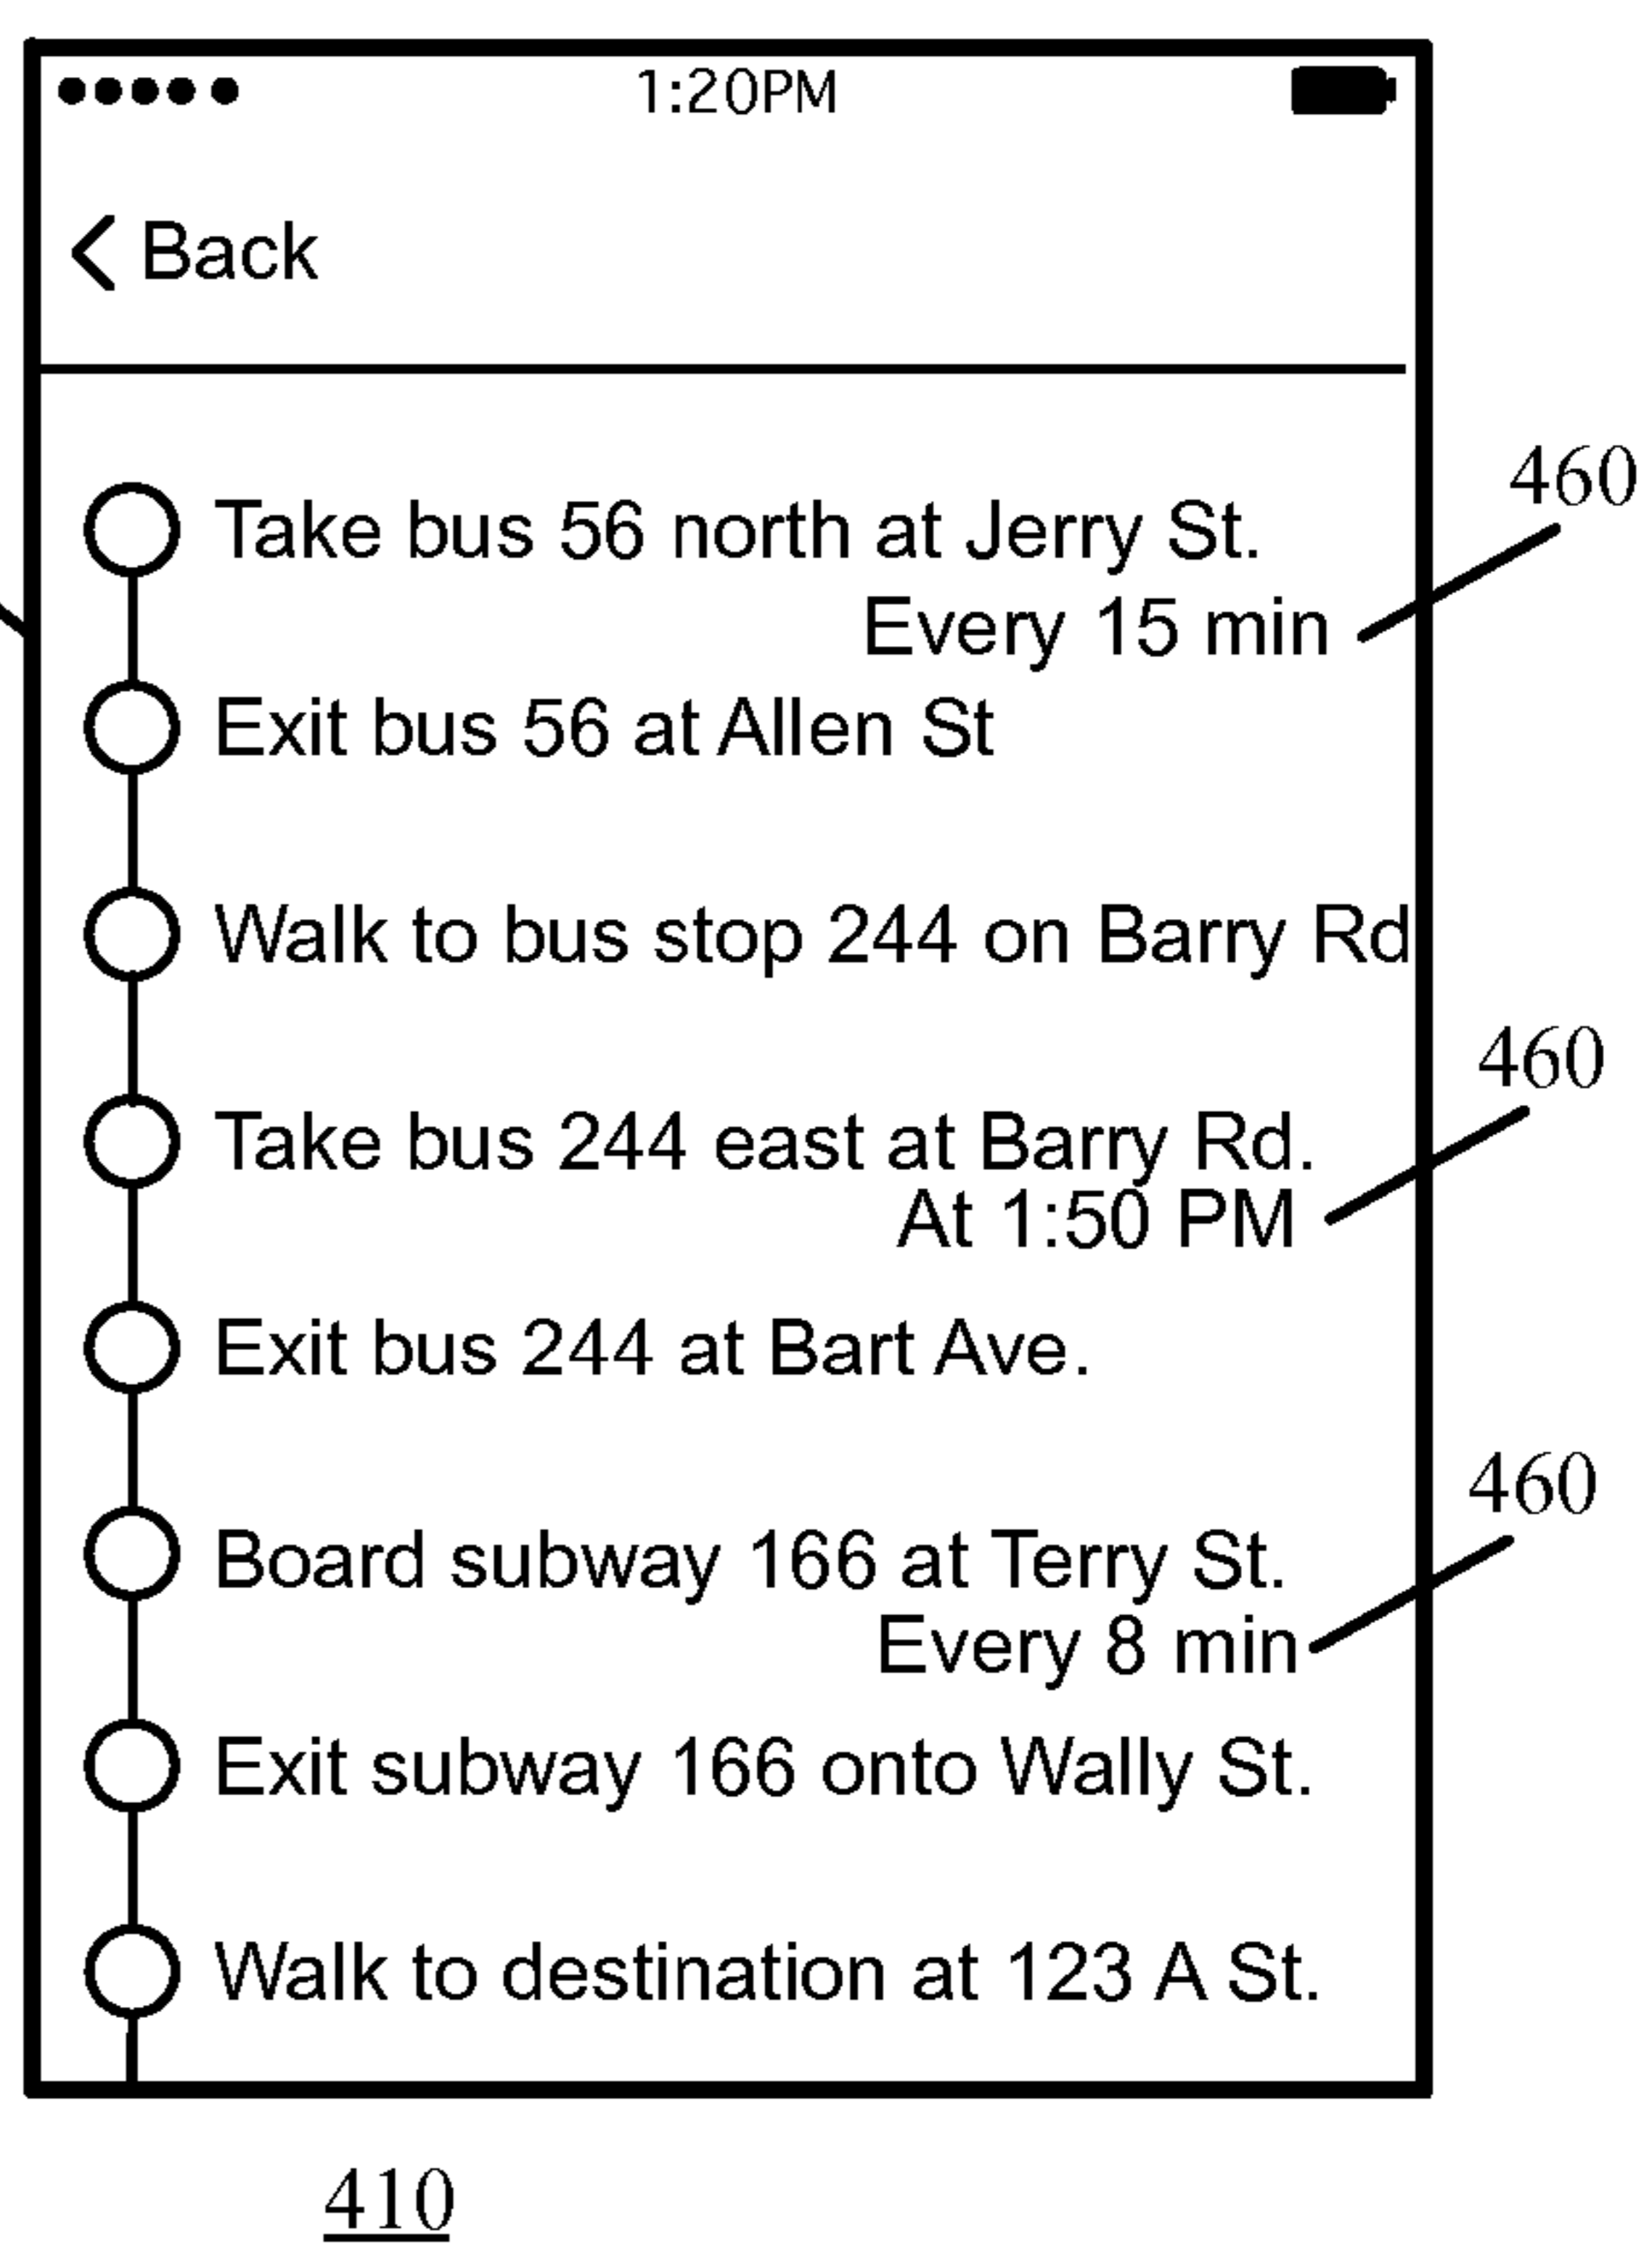 1:20PM
Back
460
Take bus 56 north at Jerry St.
Every 15 min
Exit bus 56 at Allen St
Walk to bus stop 244 on Barry Rd
460
Take bus 244 east at Barry Rd.
At 1:50 PM
Exit bus 244 at Bart Ave.
460
Board subway 166 at Terry St.
Every 8 min
Exit subway 166 onto Wally St.
Walk to destination at 123 A St.
410